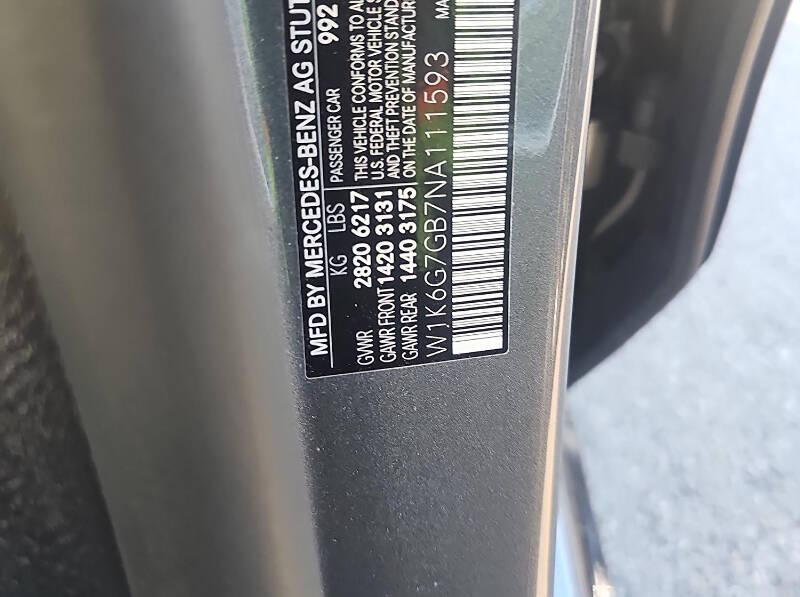 MFD BY MERCEDES-BENZ AG STUT
KG LBS PASSENGER CAR 992
GVWR 2820 6217 THIS VEHICLE CONFORMS TO AL
GAWR FRONT 1420 3131 U.S. FEDERAL MOTOR VEHICLE S
GAWR REAR 1440 3175 AND THEFT PREVENTION STAND
ON THE DATE OF MANUFACTUR
W1K6G7GB7NA111593 MA